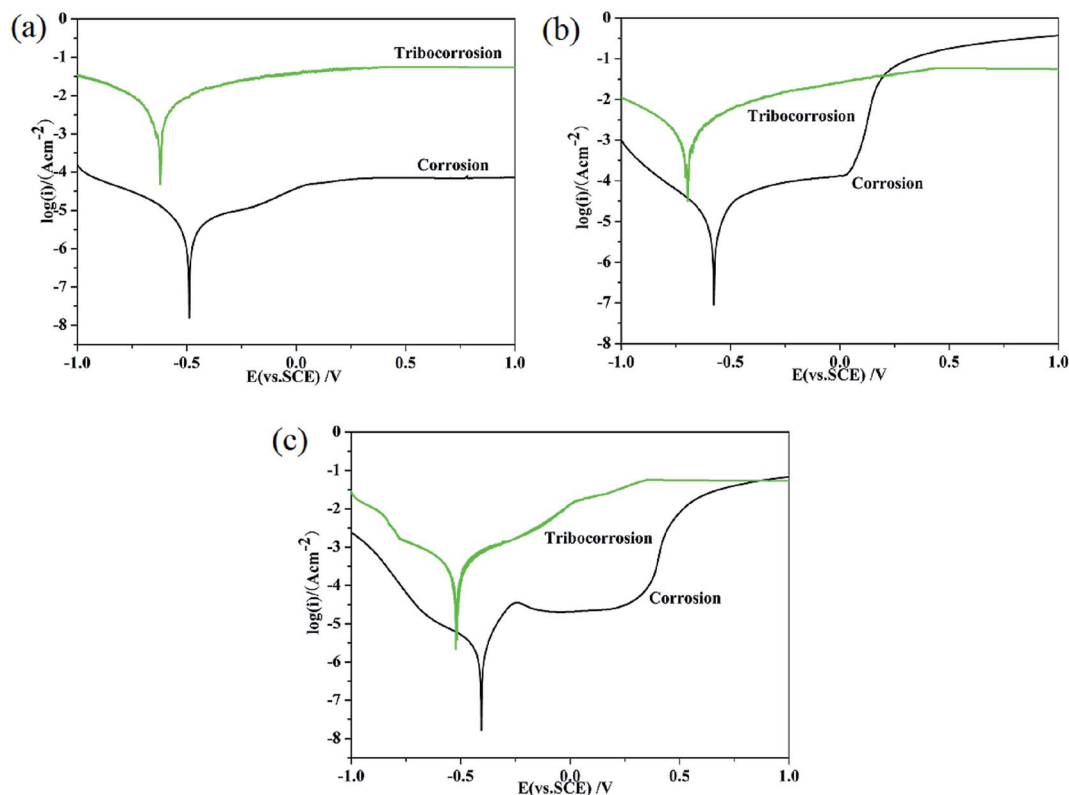 (a)
0
-1
-2
-3
-4
-5
-6
-7
-8
log(i)/(Acm-2)
Tribocorrosion
Corrosion
-1.0 -0.5 0.0 0.5 1.0
E(vs.SCE) /V
(b)
0
-1
-2
-3
-4
-5
-6
-7
-8
log(i)/(Acm-2)
Tribocorrosion
Corrosion
-1.0 -0.5 0.0 0.5 1.0
E(vs.SCE) /V
(c)
0
-1
-2
-3
-4
-5
-6
-7
-8
log(i)/(Acm-2)
Tribocorrosion
Corrosion
-1.0 -0.5 0.0 0.5 1.0
E(vs.SCE) /V